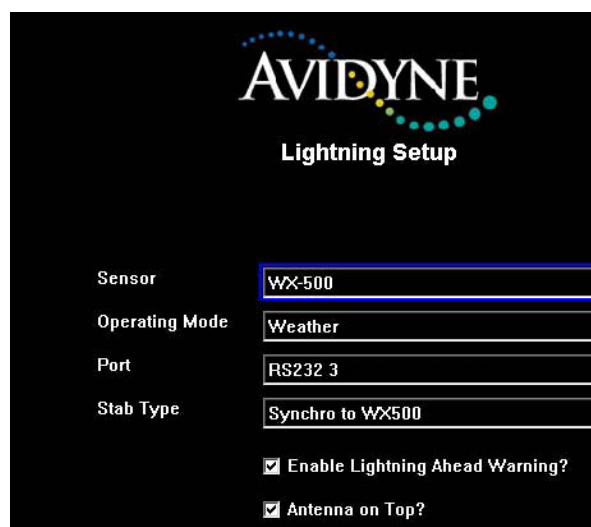 AVIDYNE
Lightning Setup
Sensor WX-500
Operating Mode Weather
Port RS232 3
Stab Type Synchro to WX500
Enable Lightning Ahead Warning?
Antenna on Top?